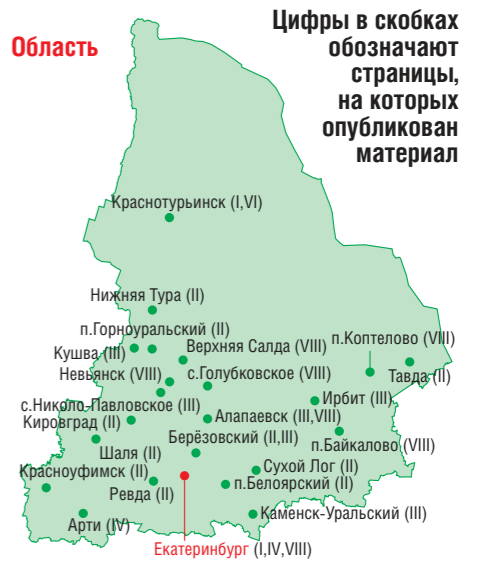 Область
Цифры в скобках
обозначают
страницы,
на которых
опубликован
материал
Краснотурьинск (I,VI)
Нижняя Тура (II)
п.Горноуральский (II)
п.Коптелово (VIII)
Кушва (III)
Верхняя Салда (VIII)
Невьянск (VIII)
с.Голубковское (VIII)
Тавда (II)
с.Николо-Павловское (III)
Ирбит (III)
Кировград (II)
Алапаевск (III,VIII)
Берёзовский (II,III)
п.Байкалово (VIII)
Шаля (II)
Красноуфимск (II)
Сухой Лог (II)
Ревда (II)
п.Белоярский (II)
Арти (IV)
Каменск-Уральский (III)
Екатеринбург (I,IV,VIII)